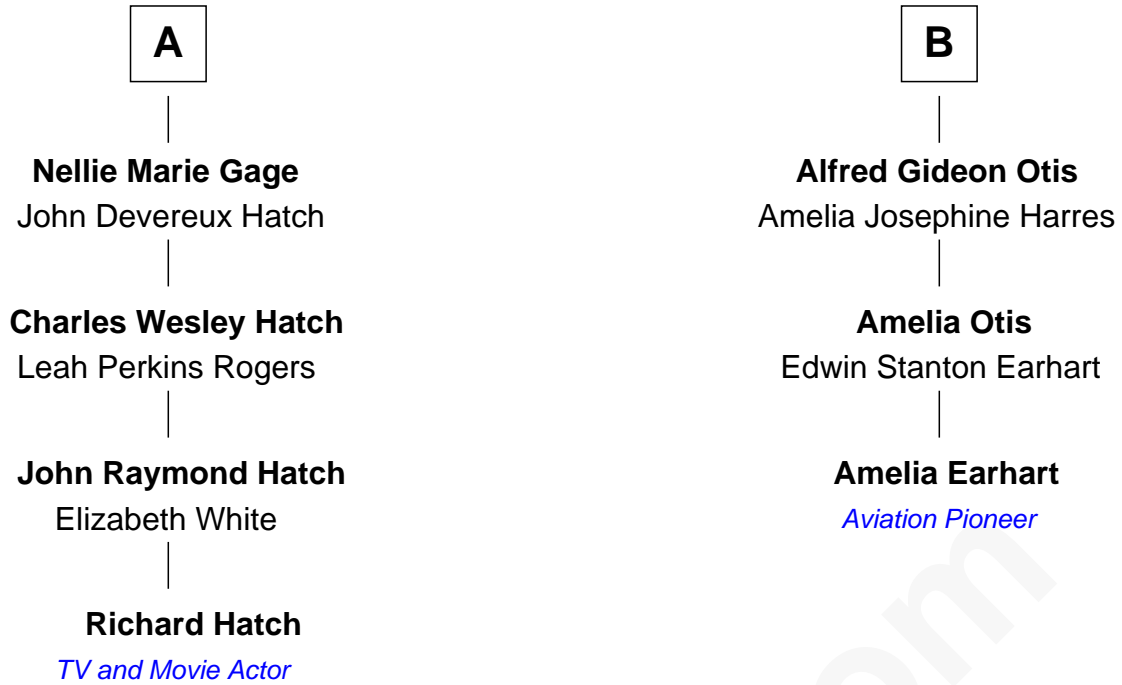 A
Nellie Marie Gage
John Devereux Hatch
Charles Wesley Hatch
Leah Perkins Rogers
John Raymond Hatch
Elizabeth White
Richard Hatch
TV and Movie Actor
B
Alfred Gideon Otis
Amelia Josephine Harres
Amelia Otis
Edwin Stanton Earhart
Amelia Earhart
Aviation Pioneer
om